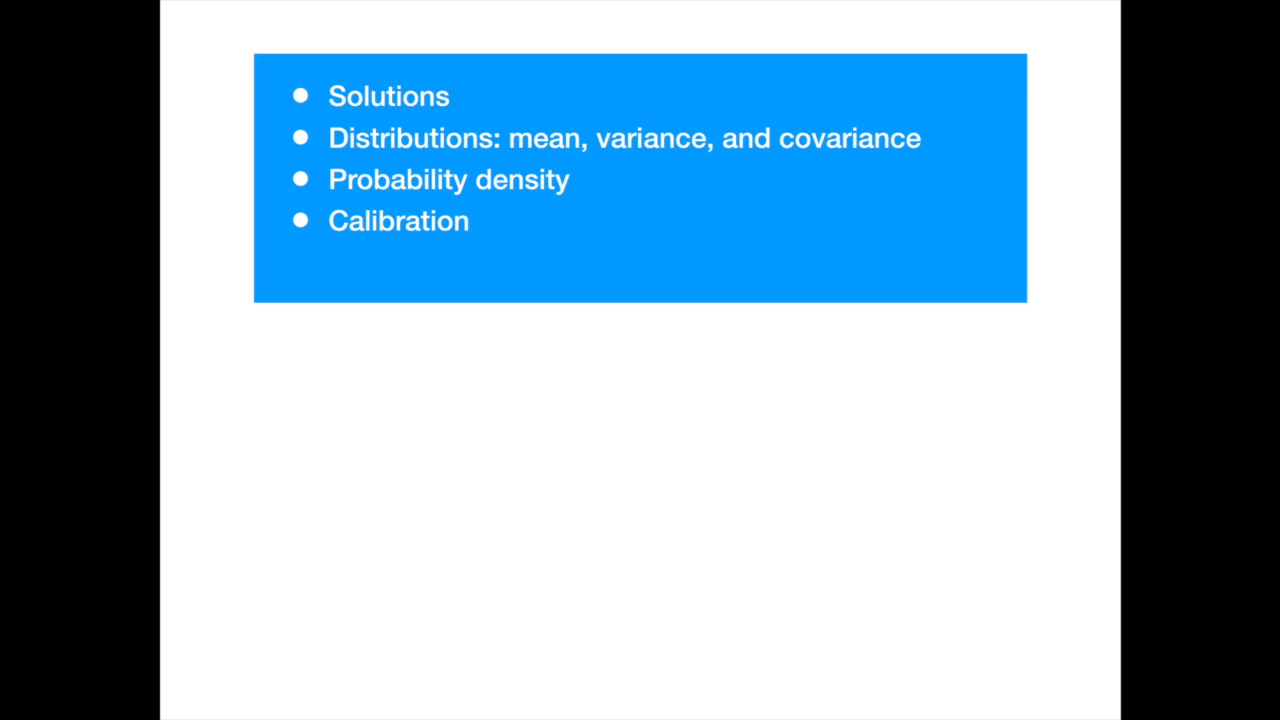 Solutions
Distributions: mean, variance, and covariance
Probability density
Calibration